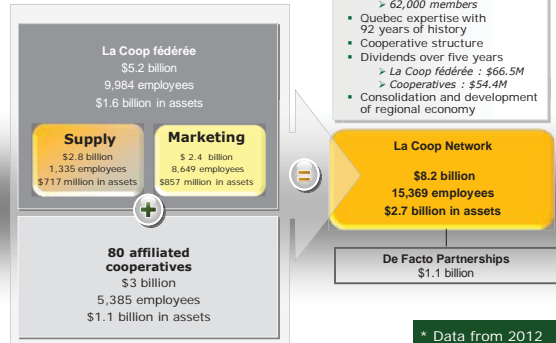 La Coop fédérée
$5.2 billion
9,984 employees
$1.6 billion in assets
Supply
$2.8 billion
1,335 employees
$717 million in assets
Marketing
$ 2.4 billion
8,649 employees
$857 million in assets
+
80 affiliated
cooperatives
$3 billion
5,385 employees
$1.1 billion in assets
=
➢ 62,000 members
▪ Quebec expertise with
92 years of history
▪ Cooperative structure
▪ Dividends over five years
➢ La Coop fédérée : $66.5M
➢ Cooperatives : $54.4M
▪ Consolidation and development
of regional economy
La Coop Network
$8.2 billion
15,369 employees
$2.7 billion in assets
De Facto Partnerships
$1.1 billion
* Data from 2012